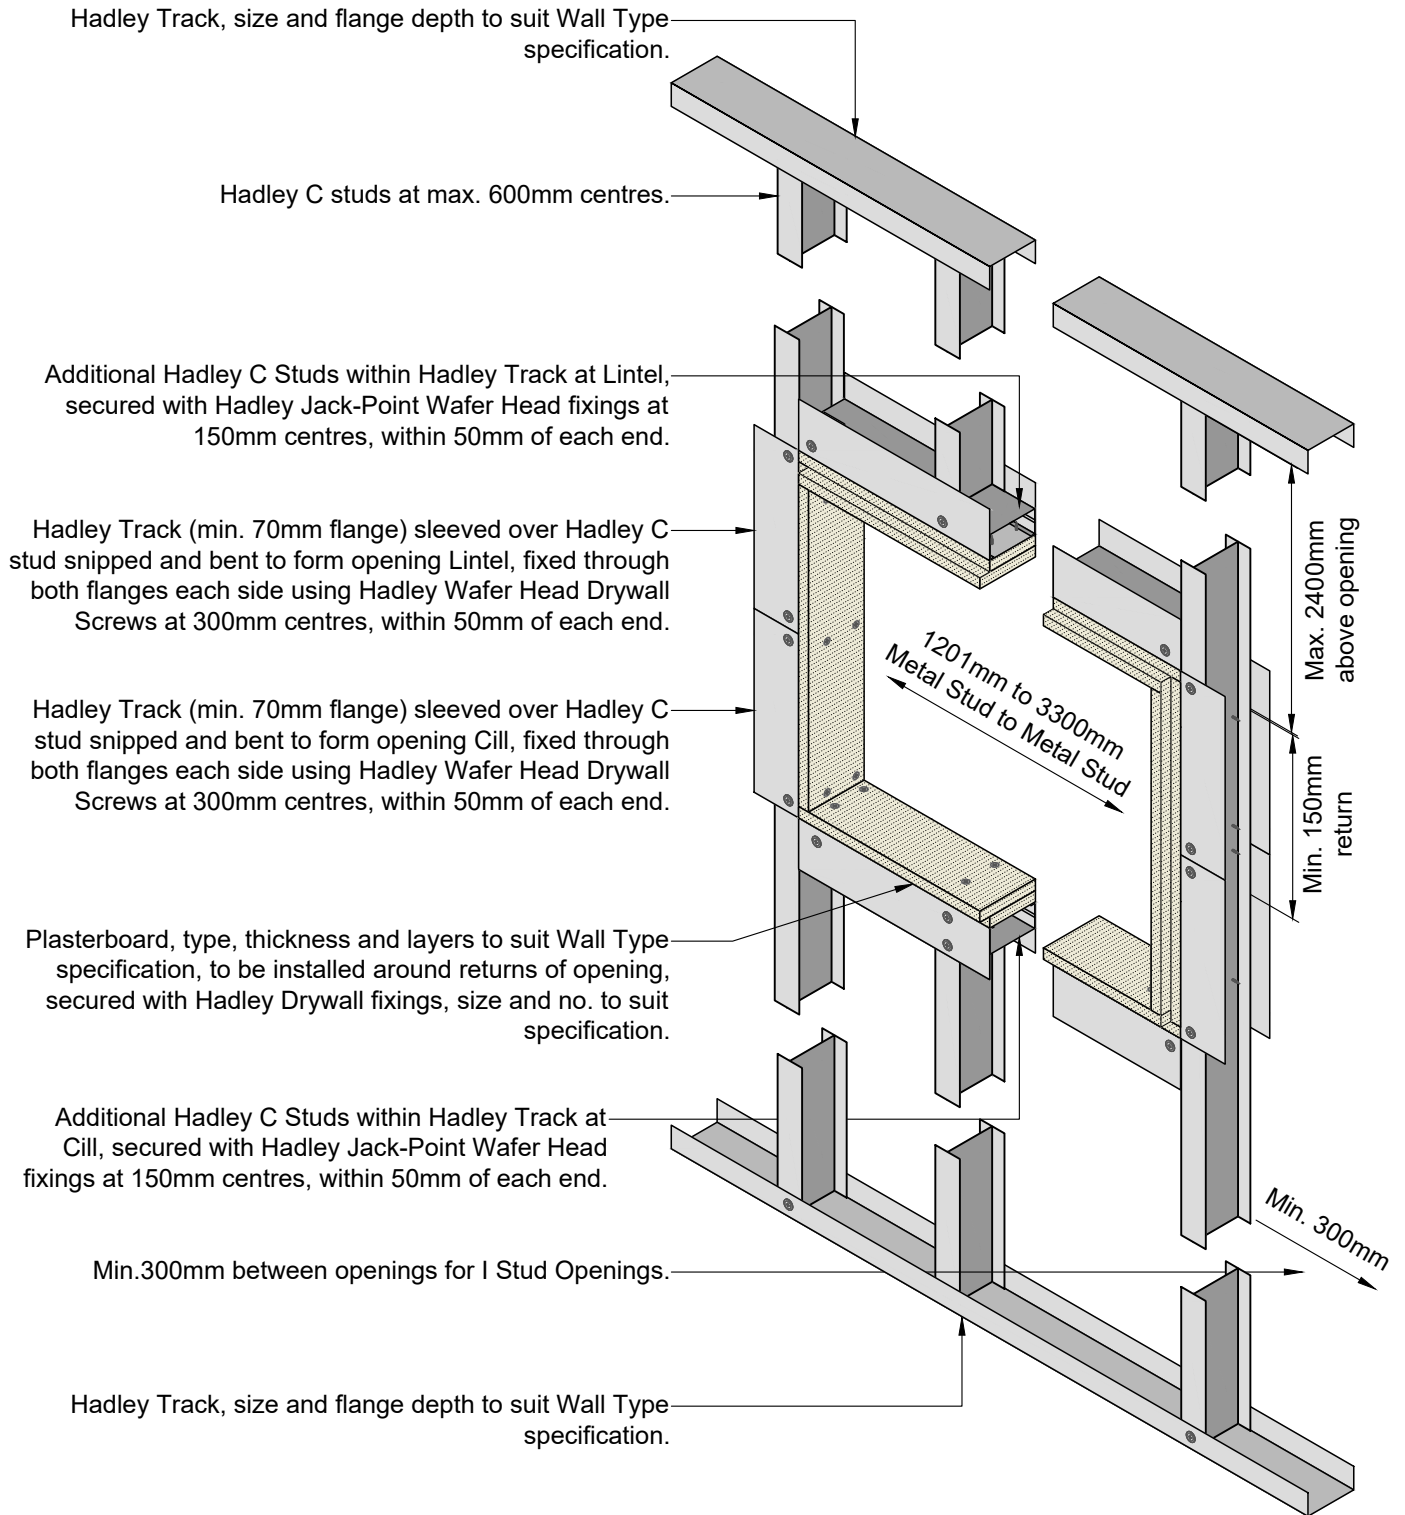 Hadley Track, size and flange depth to suit Wall Type
specification.
Hadley C studs at max. 600mm centres.
Additional Hadley C Studs within Hadley Track at Lintel,
secured with Hadley Jack-Point Wafer Head fixings at
150mm centres, within 50mm of each end.
Hadley Track (min. 70mm flange) sleeved over Hadley C
stud snipped and bent to form opening Lintel, fixed through
both flanges each side using Hadley Wafer Head Drywall
Screws at 300mm centres, within 50mm of each end.
Max. 2400mm
above opening
1201mm to 3300mm
Metal Stud to Metal Stud
Hadley Track (min. 70mm flange) sleeved over Hadley C
stud snipped and bent to form opening Cill, fixed through
both flanges each side using Hadley Wafer Head Drywall
Screws at 300mm centres, within 50mm of each end.
Min. 150mm
return
Plasterboard, type, thickness and layers to suit Wall Type
specification, to be installed around returns of opening,
secured with Hadley Drywall fixings, size and no. to suit
specification.
Additional Hadley C Studs within Hadley Track at
Cill, secured with Hadley Jack-Point Wafer Head
fixings at 150mm centres, within 50mm of each end.
Min. 300mm
Min.300mm between openings for I Stud Openings.
Hadley Track, size and flange depth to suit Wall Type
specification.